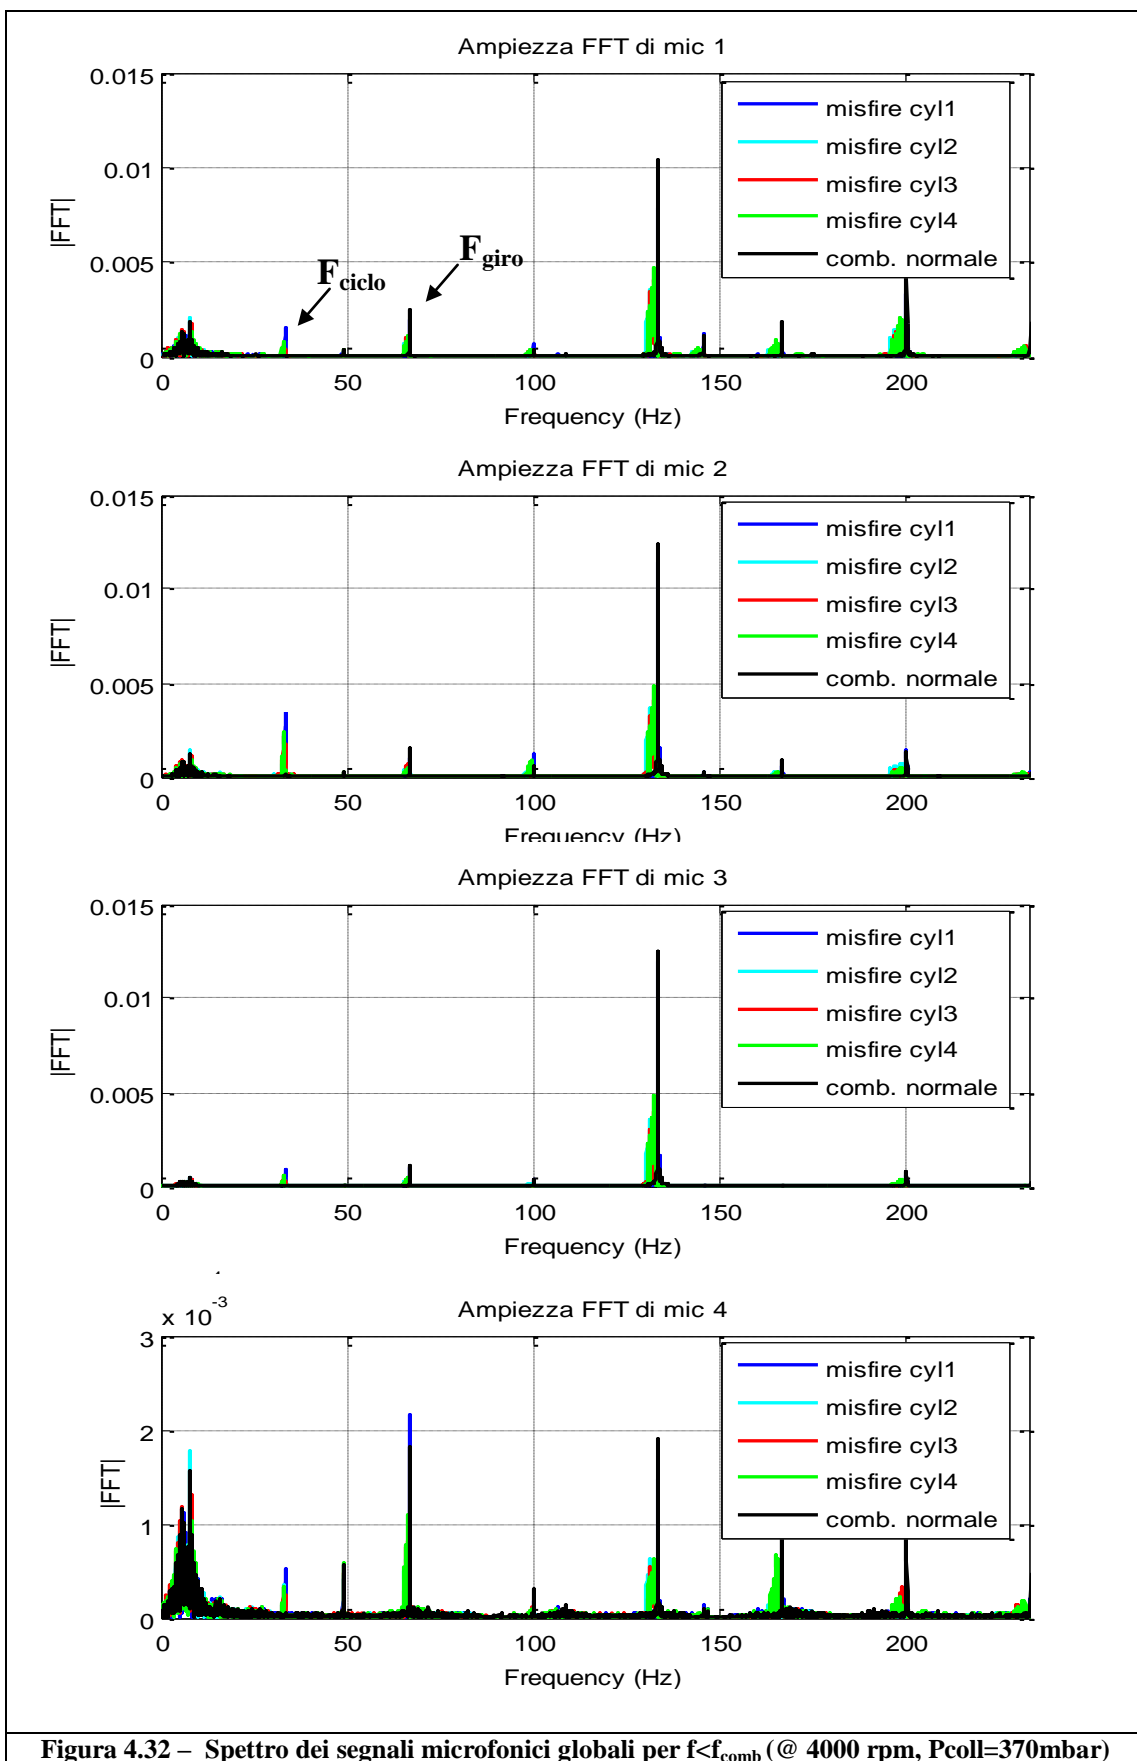 Ampiezza FFT di mic 1
0.015
0.01
0.005
0
|FFT|
misfire cyl1
misfire cyl2
misfire cyl3
misfire cyl4
comb. normale
Fciclo
Fgiro
0 50 100 150 200
Frequency (Hz)
Ampiezza FFT di mic 2
0.015
0.01
0.005
0
|FFT|
misfire cyl1
misfire cyl2
misfire cyl3
misfire cyl4
comb. normale
0 50 100 150 200
Frequency (Hz)
Ampiezza FFT di mic 3
0.015
0.01
0.005
0
|FFT|
misfire cyl1
misfire cyl2
misfire cyl3
misfire cyl4
comb. normale
0 50 100 150 200
Frequency (Hz)
x 10-3
Ampiezza FFT di mic 4
3
2
1
0
|FFT|
misfire cyl1
misfire cyl2
misfire cyl3
misfire cyl4
comb. normale
0 50 100 150 200
Frequency (Hz)
Figura 4.32 – Spettro dei segnali microfonici globali per f<fcomb (@ 4000 rpm, Pcoll=370mbar)